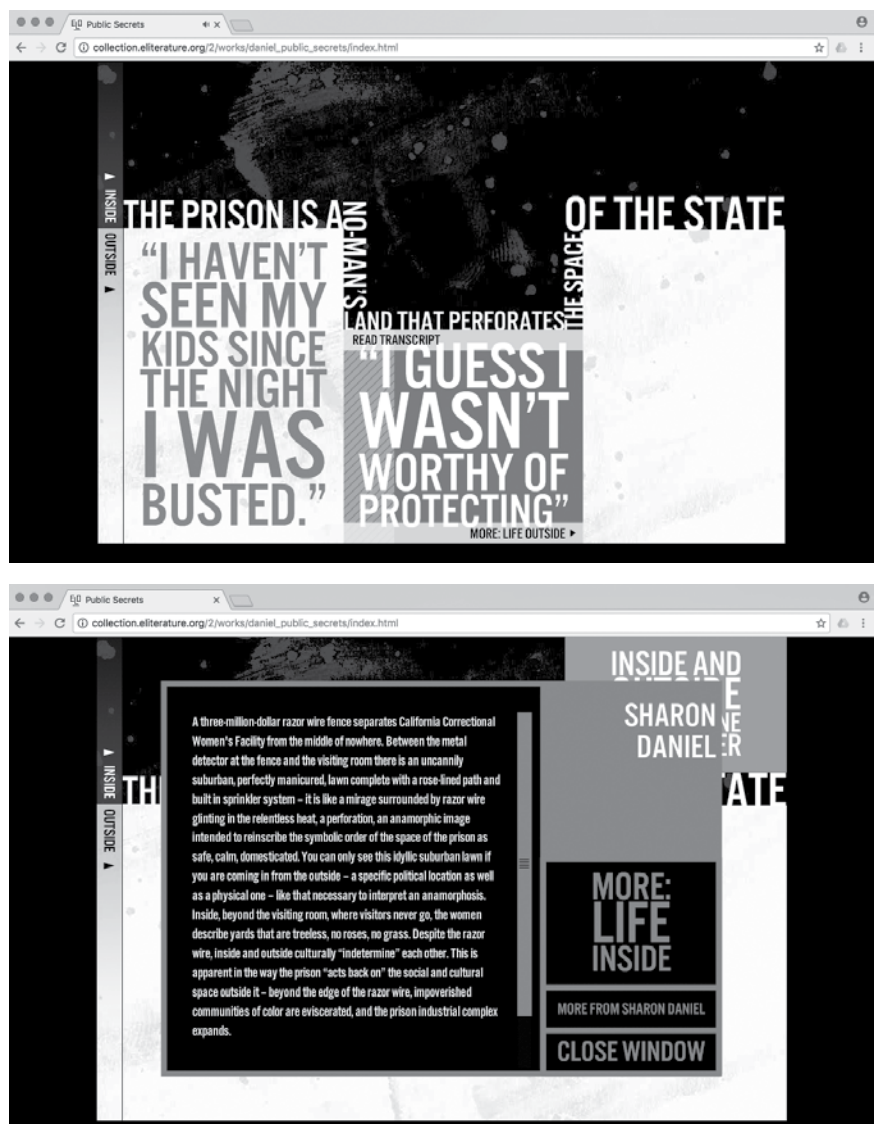 Public Secrets
collection.eliterature.org/2/works/daniel_public_secrets/index.html
INSIDE
OUTSIDE
THE PRISON IS A
NO-MAN'S
LAND THAT PERFORATES
THE SPACE
OF THE STATE
“I HAVEN’T
SEEN MY
KIDS SINCE
THE NIGHT
I WAS
BUSTED.”
READ TRANSCRIPT
“I GUESS I
WASN’T
WORTHY OF
PROTECTING”
MORE: LIFE OUTSIDE
Public Secrets
collection.eliterature.org/2/works/daniel_public_secrets/index.html
INSIDE
OUTSIDE
INSIDE AND
SHARON
DANIEL
A three-million-dollar razor wire fence separates California Correctional
Women's Facility from the middle of nowhere. Between the metal
detector at the fence and the visiting room there is an uncannily
suburban, perfectly manicured, lawn complete with a rose-lined path and
built in sprinkler system – it is like a mirage surrounded by razor wire
glinting in the relentless heat, a perforation, an anamorphic image
intended to reinscribe the symbolic order of the space of the prison as
safe, calm, domesticated. You can only see this idyllic suburban lawn if
you are coming in from the outside – a specific political location as well
as a physical one – like that necessary to interpret an anamorphosis.
Inside, beyond the visiting room, where visitors never go, the women
describe yards that are treeless, no roses, no grass. Despite the razor
wire, inside and outside culturally “indetermine” each other. This is
apparent in the way the prison “acts back on” the social and cultural
space outside it – beyond the edge of the razor wire, impoverished
communities of color are eviscerated, and the prison industrial complex
expands.
MORE:
LIFE
INSIDE
MORE FROM SHARON DANIEL
CLOSE WINDOW